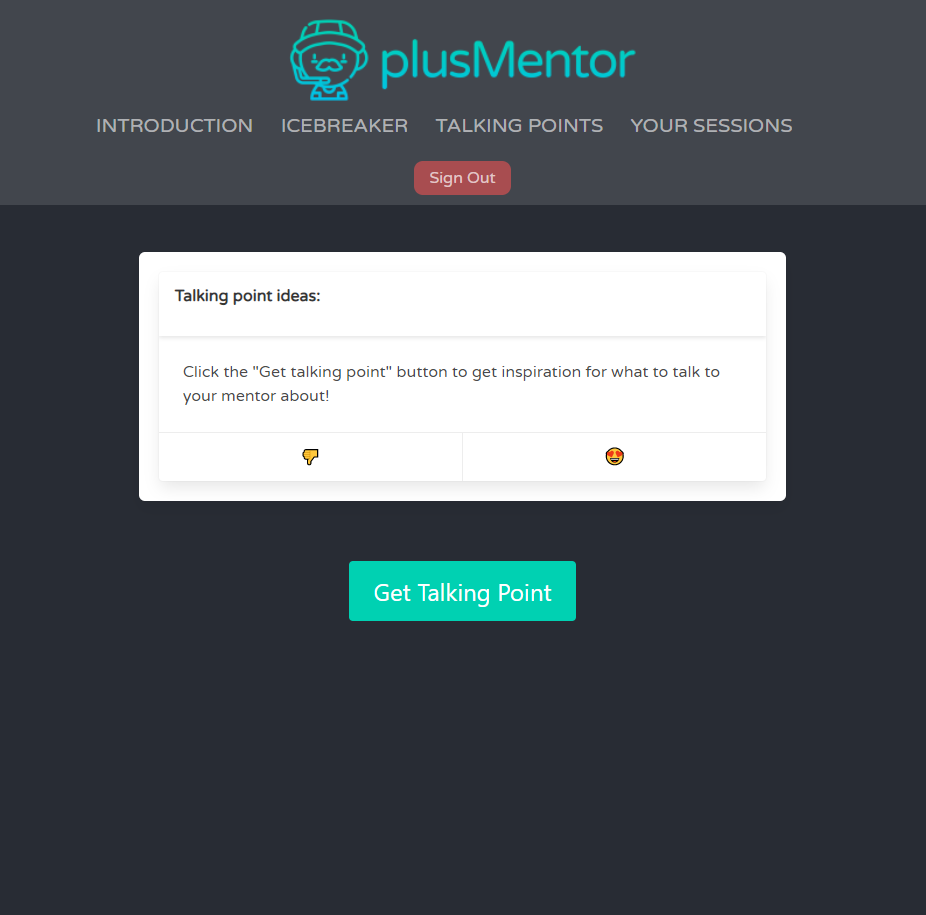 plusMentor
INTRODUCTION ICEBREAKER TALKING POINTS YOUR SESSIONS
Sign Out
Talking point ideas:
Click the "Get talking point" button to get inspiration for what to talk to
your mentor about!
Get Talking Point